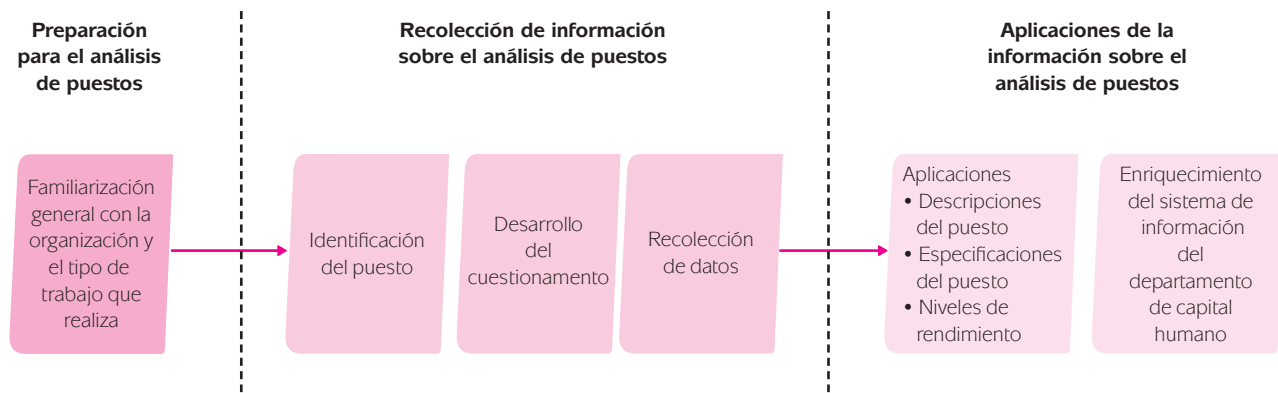 Preparación
para el análisis
de puestos
Recolección de información
sobre el análisis de puestos
Aplicaciones de la
información sobre el
análisis de puestos
Familiarización
general con la
organización y
el tipo de
trabajo que
realiza
Identificación
del puesto
Desarrollo
del
cuestionamento
Recolección
de datos
Aplicaciones
• Descripciones
del puesto
• Especificaciones
del puesto
• Niveles de
rendimiento
Enriquecimiento
del sistema de
información
del
departamento
de capital
humano